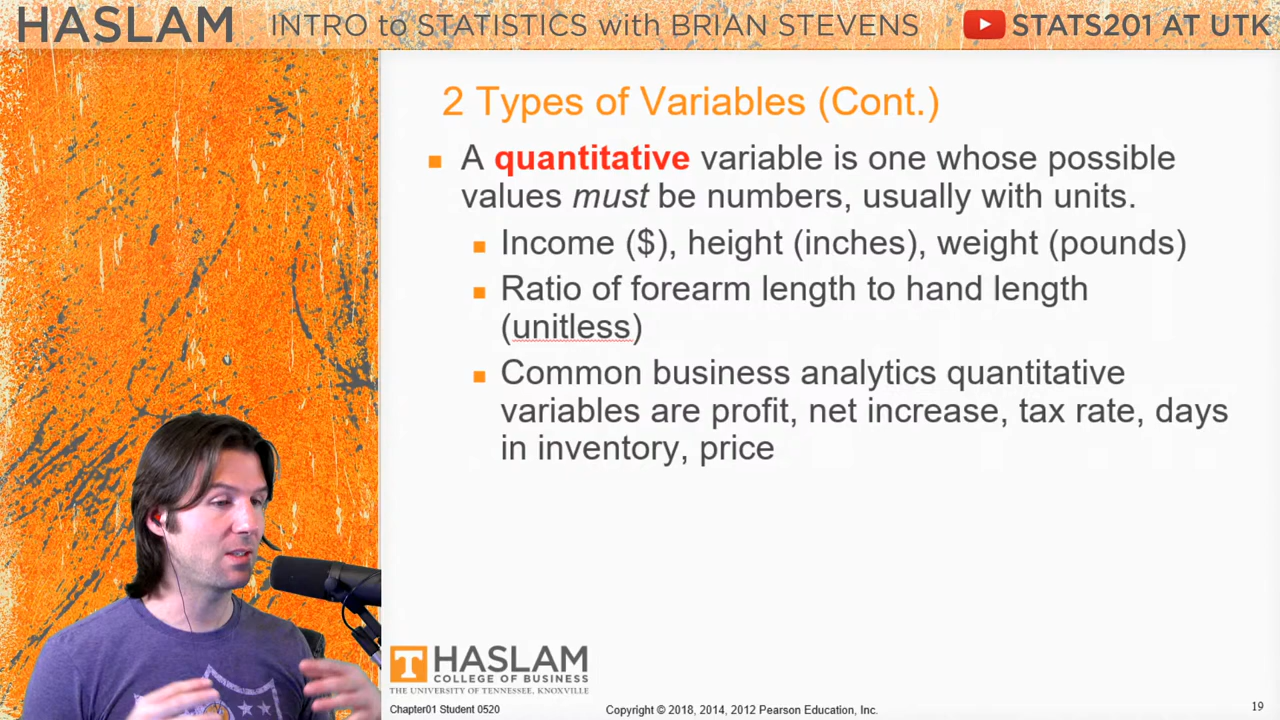 HASLAM INTRO to STATISTICS with BRIAN STEVENS STATS201 AT UTK
2 Types of Variables (Cont.)
A quantitative variable is one whose possible
values must be numbers, usually with units.
Income ($), height (inches), weight (pounds)
Ratio of forearm length to hand length
(unitless)
Common business analytics quantitative
variables are profit, net increase, tax rate, days
in inventory, price
T HASLAM
COLLEGE OF BUSINESS
THE UNIVERSITY OF TENNESSEE, KNOXVILLE
Chapter01 Student 0520 Copyright © 2018, 2014, 2012 Pearson Education, Inc. 19